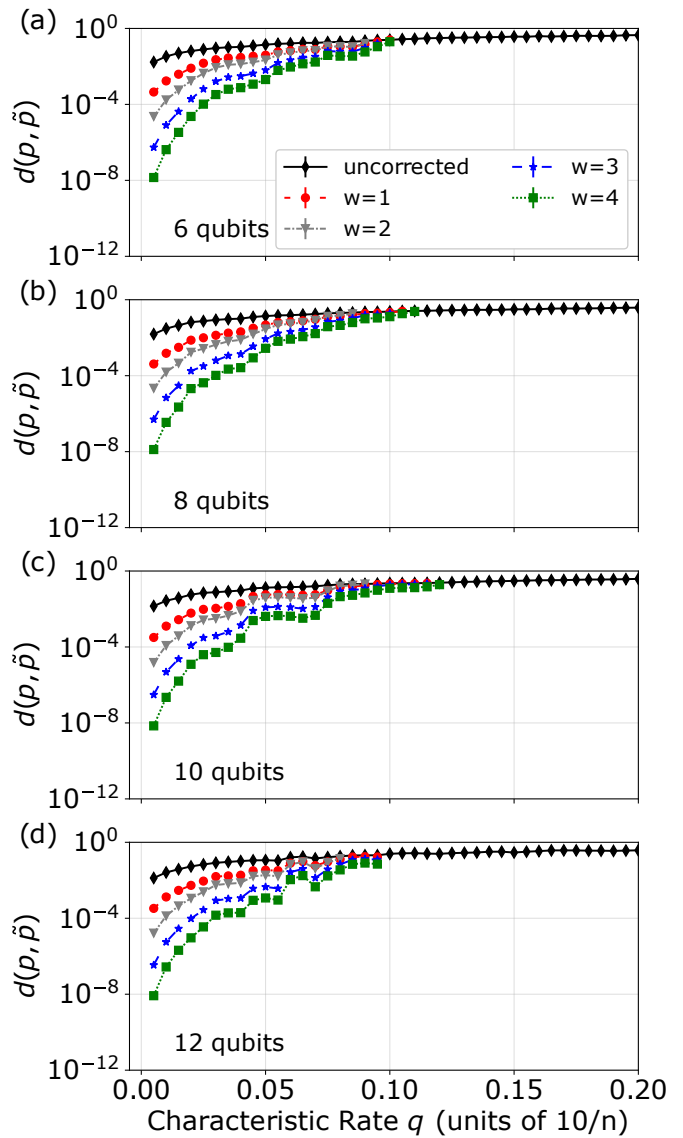 (a)
10^0
10^−4
10^−8
10^−12
d(p, p̃)
uncorrected
w=1
w=2
w=3
w=4
6 qubits
(b)
10^0
10^−4
10^−8
10^−12
d(p, p̃)
8 qubits
(c)
10^0
10^−4
10^−8
10^−12
d(p, p̃)
10 qubits
(d)
10^0
10^−4
10^−8
10^−12
d(p, p̃)
12 qubits
0.00 0.05 0.10 0.15 0.20
Characteristic Rate q (units of 10/n)